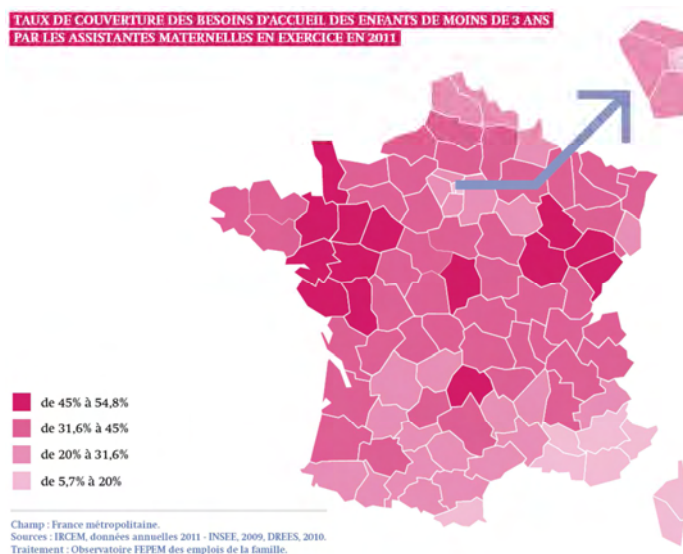 TAUX DE COUVERTURE DES BESOINS D'ACCUEIL DES ENFANTS DE MOINS DE 3 ANS
PAR LES ASSISTANTES MATERNELLES EN EXERCICE EN 2011
de 45% à 54,8%
de 31,6% à 45%
de 20% à 31,6%
de 5,7% à 20%
Champ : France métropolitaine.
Sources : IRCEM, données annuelles 2011 - INSEE, 2009, DREES, 2010.
Traitement : Observatoire FEPEM des emplois de la famille.